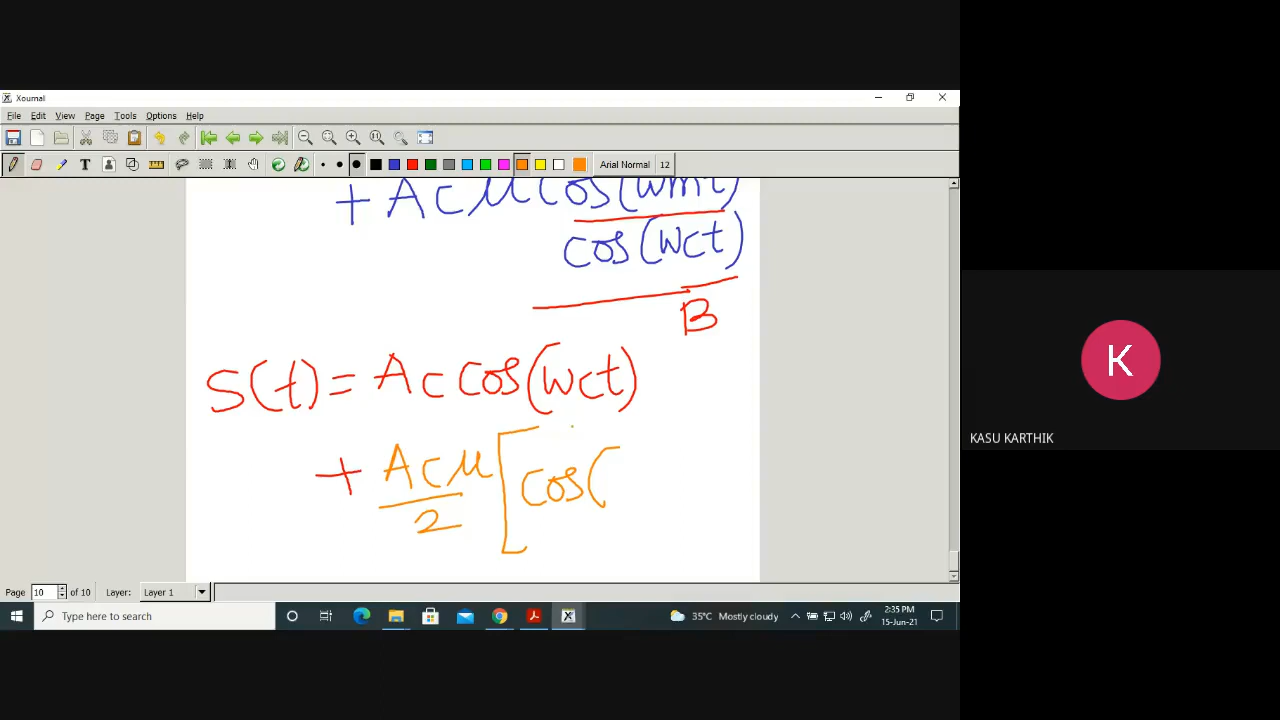 Xournal
File Edit View Page Tools Options Help
Arial Normal 12
+ Acμ Cos(wmt)
cos(wct)
B
S(t) = Ac cos(wct)
+ Acμ/2 [cos(
Page 10 of 10 Layer: Layer 1
Type here to search
35°C Mostly cloudy
2:35 PM
15-Jun-21
K
KASU KARTHIK